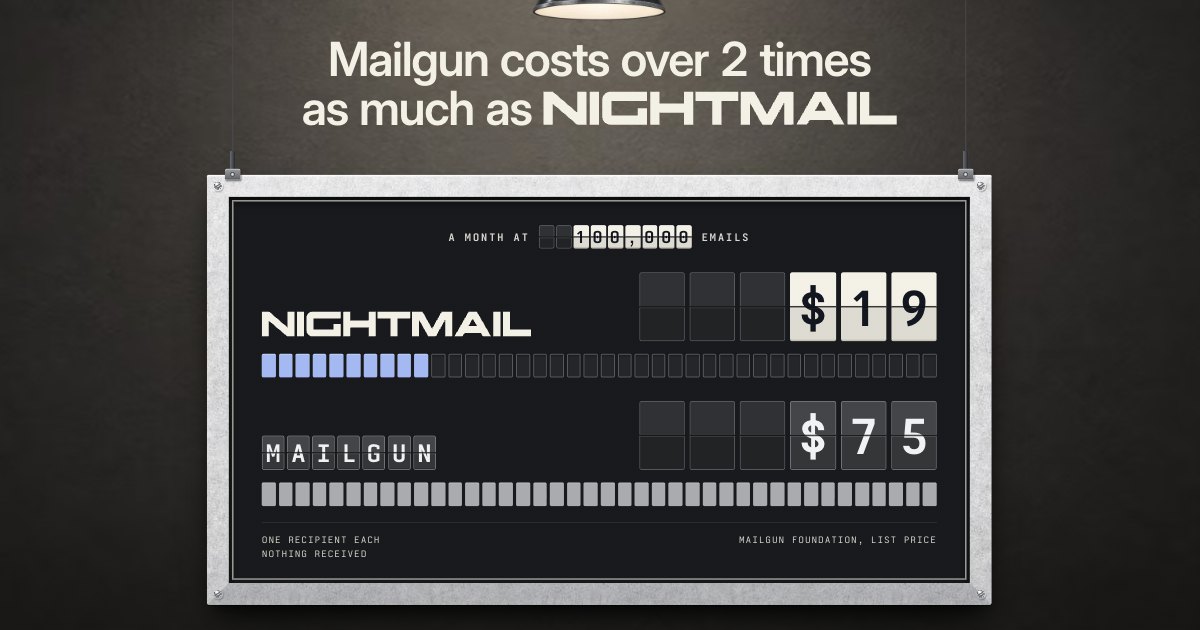 Mailgun costs over 2 times
as much as NIGHTMAIL
A MONTH AT 100,000 EMAILS
$19
NIGHTMAIL
$75
MAILGUN
ONE RECIPIENT EACH
NOTHING RECEIVED
MAILGUN FOUNDATION, LIST PRICE